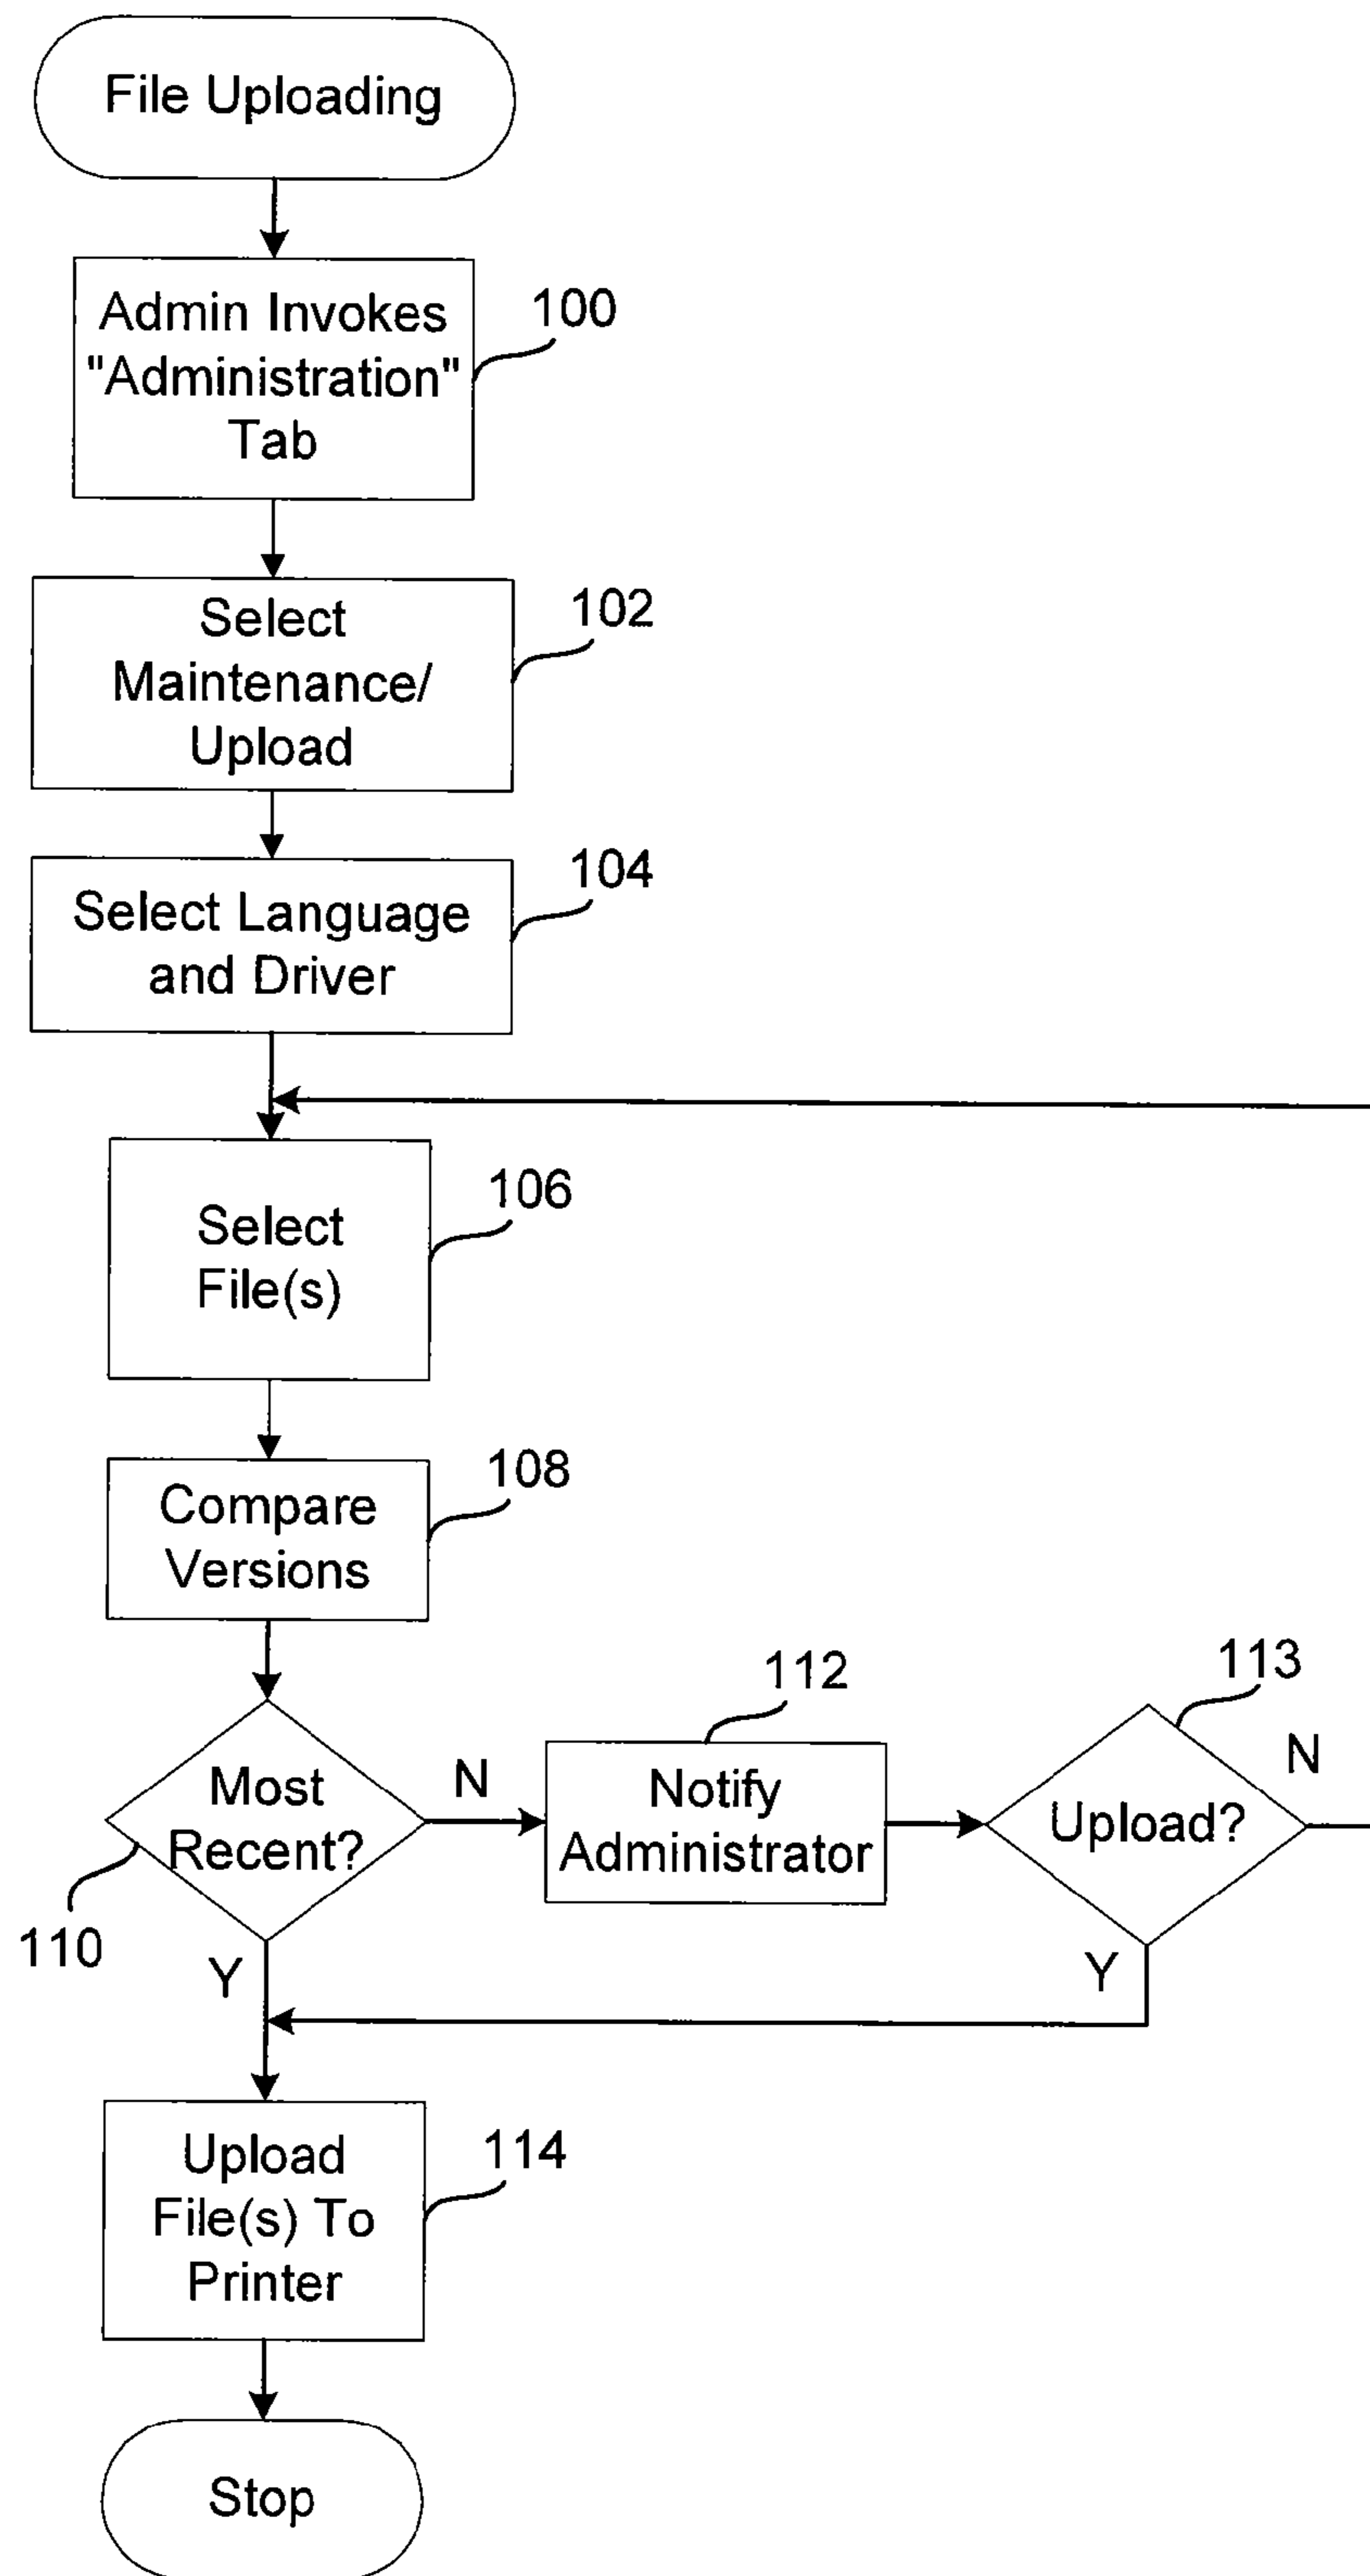 File Uploading
Admin Invokes
"Administration"
Tab
100
Select
Maintenance/
Upload
102
Select Language
and Driver
104
Select
File(s)
106
Compare
Versions
108
Most
Recent?
110
N
Y
Notify
Administrator
112
Upload?
113
N
Y
Upload
File(s) To
Printer
114
Stop